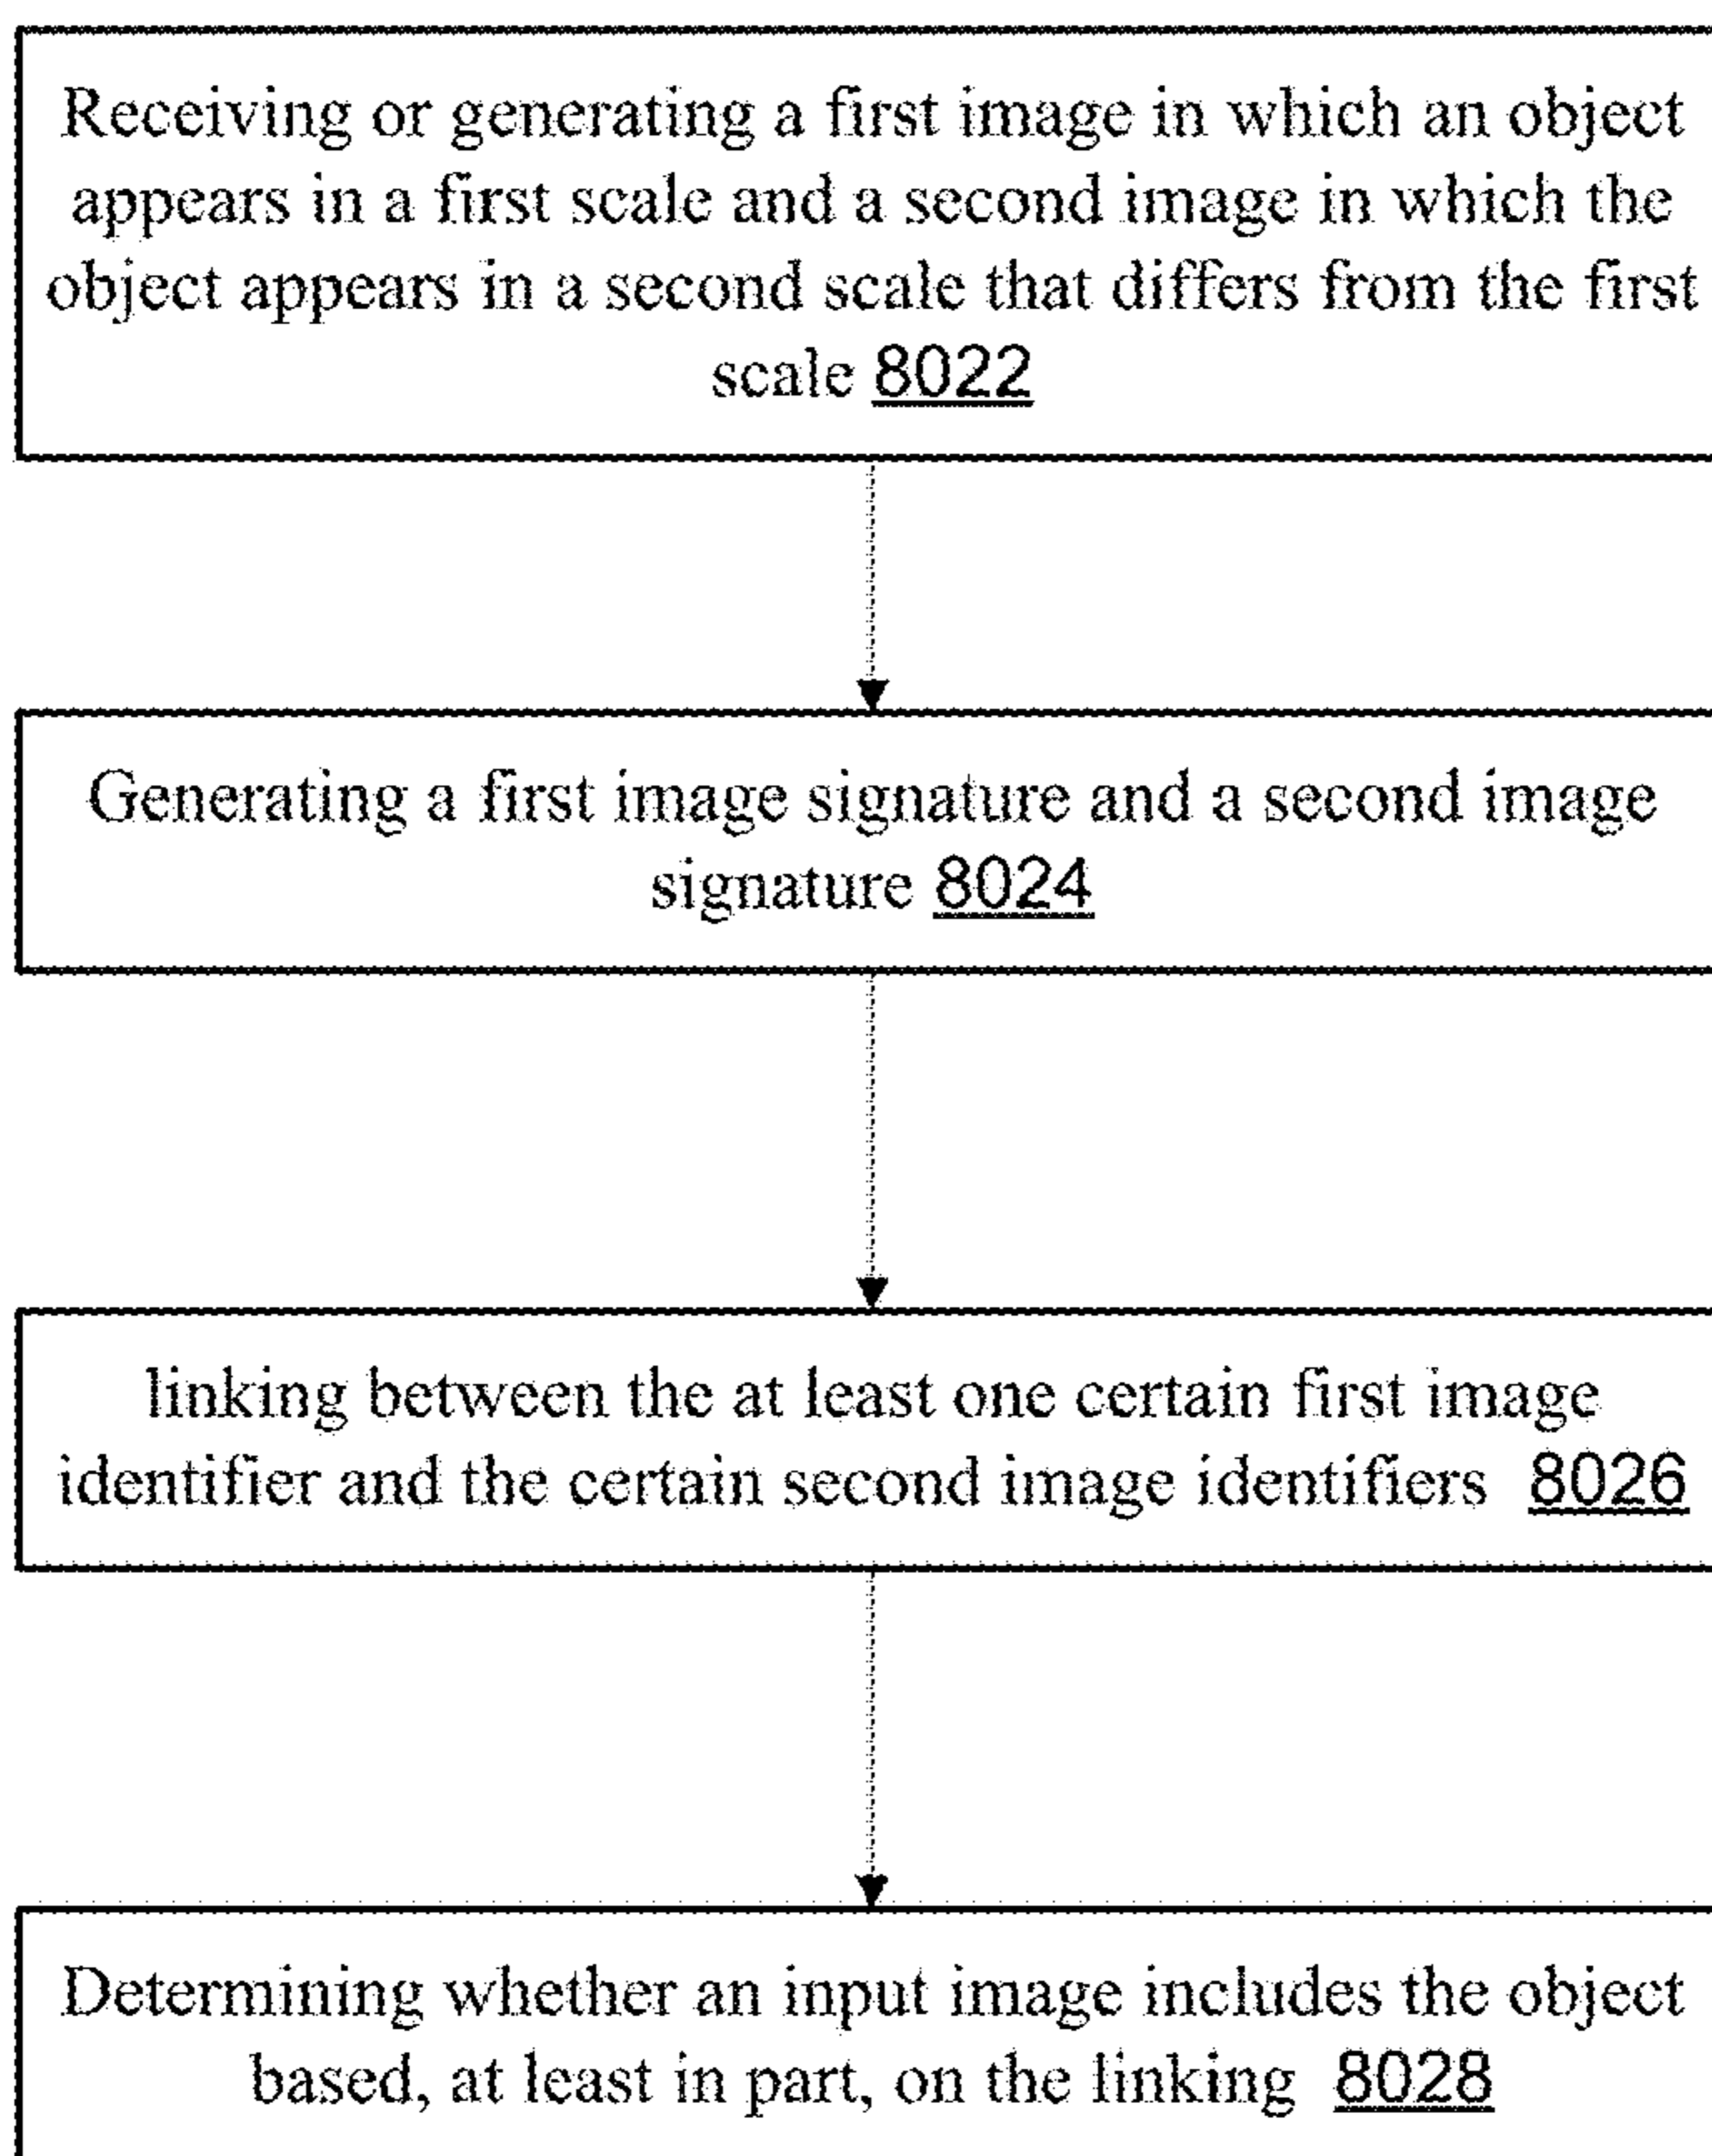 Receiving or generating a first image in which an object
appears in a first scale and a second image in which the
object appears in a second scale that differs from the first
scale 8022
Generating a first image signature and a second image
signature 8024
linking between the at least one certain first image
identifier and the certain second image identifiers 8026
Determining whether an input image includes the object
based, at least in part, on the linking 8028